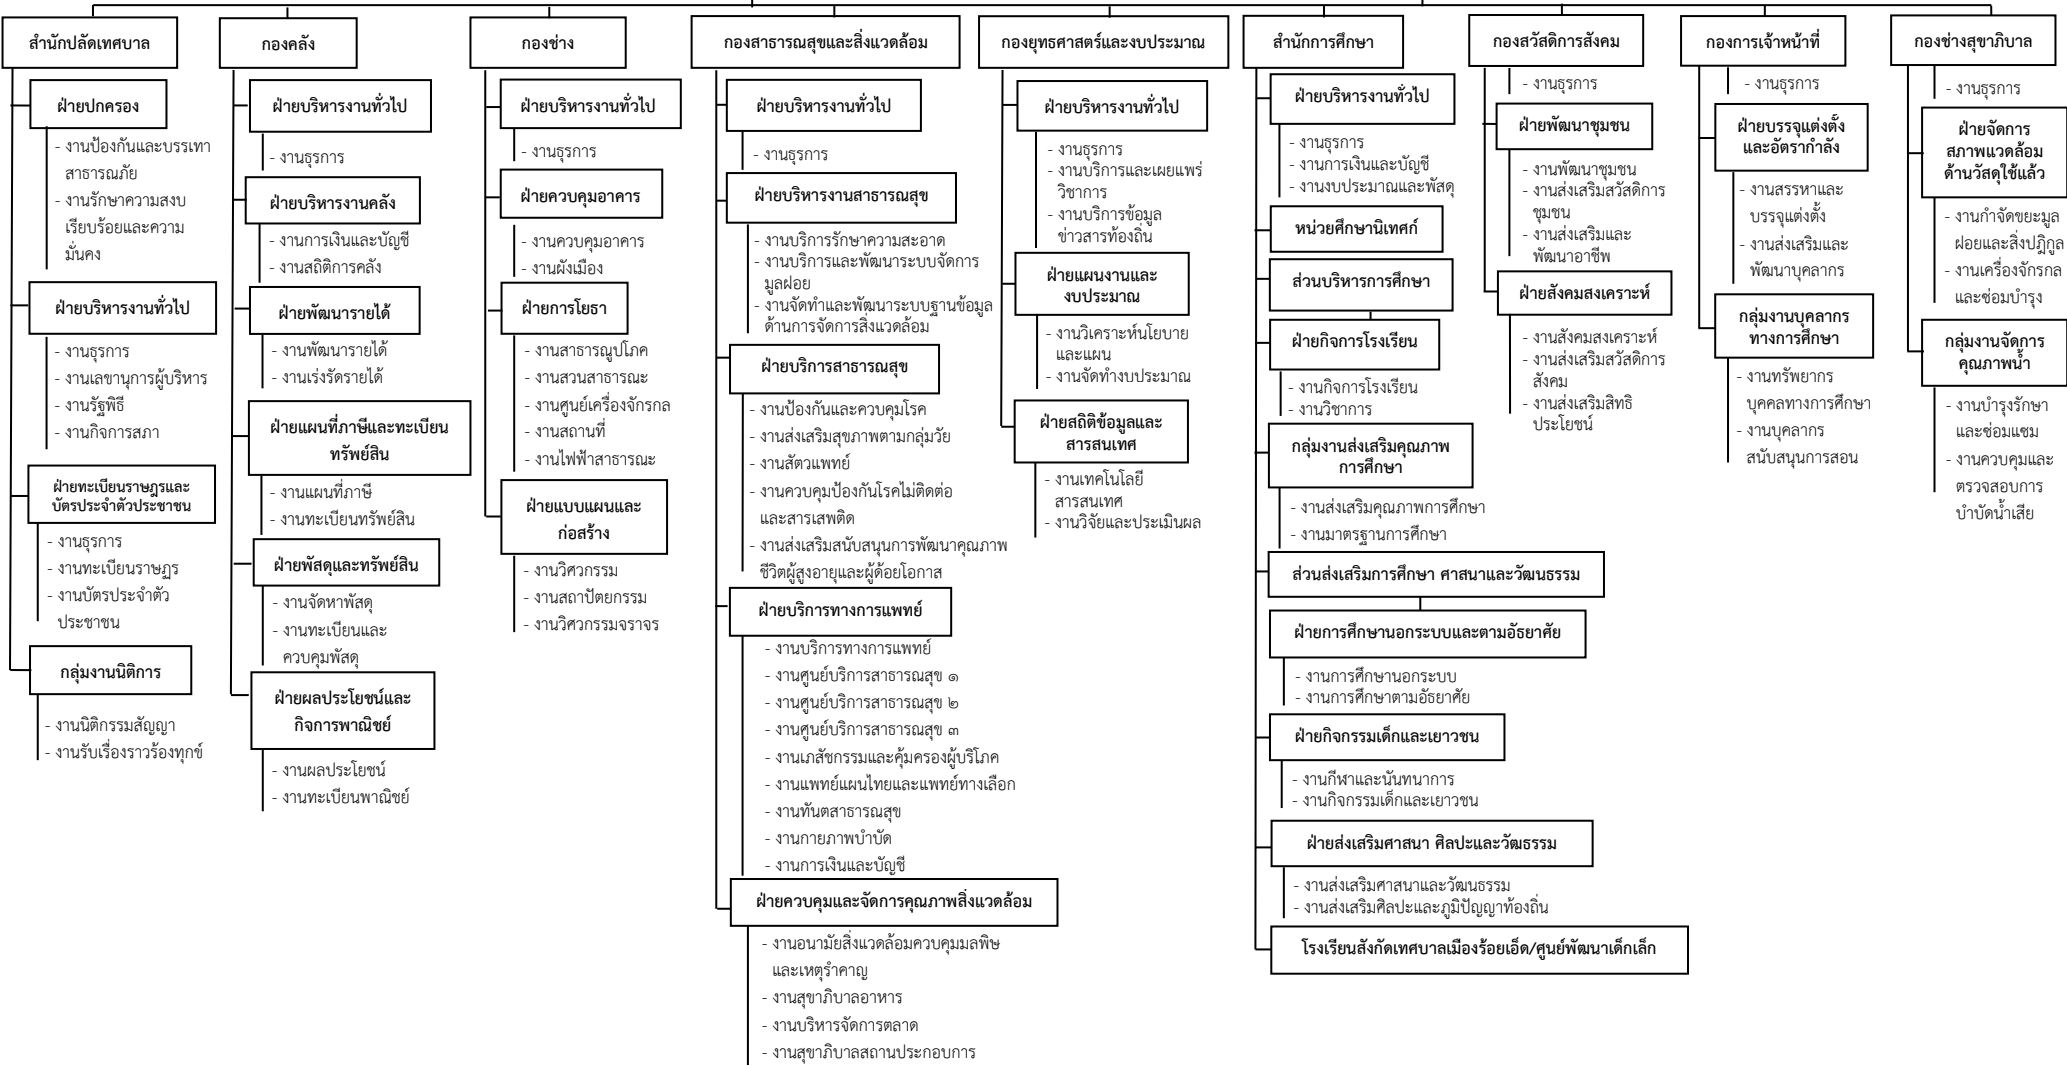 สำนักปลัดเทศบาล
ฝ่ายปกครอง
- งานป้องกันและบรรเทา
สาธารณภัย
- งานรักษาความสงบ
เรียบร้อยและความ
มั่นคง
ฝ่ายบริหารงานทั่วไป
- งานธุรการ
- งานเลขานุการผู้บริหาร
- งานรัฐพิธี
- งานกิจการสภา
ฝ่ายทะเบียนราษฎรและ
บัตรประจำตัวประชาชน
- งานธุรการ
- งานทะเบียนราษฎร
- งานบัตรประจำตัว
ประชาชน
กลุ่มงานนิติการ
- งานนิติกรรมสัญญา
- งานรับเรื่องราวร้องทุกข์
กองคลัง
ฝ่ายบริหารงานทั่วไป
- งานธุรการ
ฝ่ายบริหารงานคลัง
- งานการเงินและบัญชี
- งานสถิติการคลัง
ฝ่ายพัฒนารายได้
- งานพัฒนารายได้
- งานเร่งรัดรายได้
ฝ่ายแผนที่ภาษีและทะเบียน
ทรัพย์สิน
- งานแผนที่ภาษี
- งานทะเบียนทรัพย์สิน
ฝ่ายพัสดุและทรัพย์สิน
- งานจัดหาพัสดุ
- งานทะเบียนและ
ควบคุมพัสดุ
ฝ่ายผลประโยชน์และ
กิจการพาณิชย์
- งานผลประโยชน์
- งานทะเบียนพาณิชย์
กองช่าง
ฝ่ายบริหารงานทั่วไป
- งานธุรการ
ฝ่ายควบคุมอาคาร
- งานควบคุมอาคาร
- งานผังเมือง
ฝ่ายการโยธา
- งานสาธารณูปโภค
- งานสวนสาธารณะ
- งานศูนย์เครื่องจักรกล
- งานสถานที่
- งานไฟฟ้าสาธารณะ
ฝ่ายแบบแผนและ
ก่อสร้าง
- งานวิศวกรรม
- งานสถาปัตยกรรม
- งานวิศวกรรมจราจร
กองสาธารณสุขและสิ่งแวดล้อม
ฝ่ายบริหารงานทั่วไป
- งานธุรการ
ฝ่ายบริหารงานสาธารณสุข
- งานบริการรักษาความสะอาด
- งานบริการและพัฒนาระบบจัดการ
มูลฝอย
- งานจัดทำและพัฒนาระบบฐานข้อมูล
ด้านการจัดการสิ่งแวดล้อม
ฝ่ายบริการสาธารณสุข
- งานป้องกันและควบคุมโรค
- งานส่งเสริมสุขภาพตามกลุ่มวัย
- งานสัตวแพทย์
- งานควบคุมป้องกันโรคไม่ติดต่อ
และสารเสพติด
- งานส่งเสริมสนับสนุนการพัฒนาคุณภาพ
ชีวิตผู้สูงอายุและผู้ด้อยโอกาส
ฝ่ายบริการทางการแพทย์
- งานบริการทางการแพทย์
- งานศูนย์บริการสาธารณสุข ๑
- งานศูนย์บริการสาธารณสุข ๒
- งานศูนย์บริการสาธารณสุข ๓
- งานเภสัชกรรมและคุ้มครองผู้บริโภค
- งานแพทย์แผนไทยและแพทย์ทางเลือก
- งานทันตสาธารณสุข
- งานกายภาพบำบัด
- งานการเงินและบัญชี
ฝ่ายควบคุมและจัดการคุณภาพสิ่งแวดล้อม
- งานอนามัยสิ่งแวดล้อมควบคุมมลพิษ
และเหตุรำคาญ
- งานสุขาภิบาลอาหาร
- งานบริหารจัดการตลาด
- งานสุขาภิบาลสถานประกอบการ
กองยุทธศาสตร์และงบประมาณ
ฝ่ายบริหารงานทั่วไป
- งานธุรการ
- งานบริการและเผยแพร่
วิชาการ
- งานบริการข้อมูล
ข่าวสารท้องถิ่น
ฝ่ายแผนงานและ
งบประมาณ
- งานวิเคราะห์นโยบาย
และแผน
- งานจัดทำงบประมาณ
ฝ่ายสถิติข้อมูลและ
สารสนเทศ
- งานเทคโนโลยี
สารสนเทศ
- งานวิจัยและประเมินผล
สำนักการศึกษา
ฝ่ายบริหารงานทั่วไป
- งานธุรการ
- งานการเงินและบัญชี
- งานงบประมาณและพัสดุ
หน่วยศึกษานิเทศก์
ส่วนบริหารการศึกษา
ฝ่ายกิจการโรงเรียน
- งานกิจการโรงเรียน
- งานวิชาการ
กลุ่มงานส่งเสริมคุณภาพ
การศึกษา
- งานส่งเสริมคุณภาพการศึกษา
- งานมาตรฐานการศึกษา
ส่วนส่งเสริมการศึกษา ศาสนาและวัฒนธรรม
ฝ่ายการศึกษานอกระบบและตามอัธยาศัย
- งานการศึกษานอกระบบ
- งานการศึกษาตามอัธยาศัย
ฝ่ายกิจกรรมเด็กและเยาวชน
- งานกีฬาและนันทนาการ
- งานกิจกรรมเด็กและเยาวชน
ฝ่ายส่งเสริมศาสนา ศิลปะและวัฒธรรม
- งานส่งเสริมศาสนาและวัฒนธรรม
- งานส่งเสริมศิลปะและภูมิปัญญาท้องถิ่น
โรงเรียนสังกัดเทศบาลเมืองร้อยเอ็ด/ศูนย์พัฒนาเด็กเล็ก
กองสวัสดิการสังคม
- งานธุรการ
ฝ่ายพัฒนาชุมชน
- งานพัฒนาชุมชน
- งานส่งเสริมสวัสดิการ
ชุมชน
- งานส่งเสริมและ
พัฒนาอาชีพ
ฝ่ายสังคมสงเคราะห์
- งานสังคมสงเคราะห์
- งานส่งเสริมสวัสดิการ
สังคม
- งานส่งเสริมสิทธิ
ประโยชน์
กองการเจ้าหน้าที่
- งานธุรการ
ฝ่ายบรรจุแต่งตั้ง
และอัตรากำลัง
- งานสรรหาและ
บรรจุแต่งตั้ง
- งานส่งเสริมและ
พัฒนาบุคลากร
กลุ่มงานบุคลากร
ทางการศึกษา
- งานทรัพยากร
บุคคลทางการศึกษา
- งานบุคลากร
สนับสนุนการสอน
กองช่างสุขาภิบาล
- งานธุรการ
ฝ่ายจัดการ
สภาพแวดล้อม
ด้านวัสดุใช้แล้ว
- งานกำจัดขยะมูล
ฝอยและสิ่งปฎิกูล
- งานเครื่องจักรกล
และซ่อมบำรุง
กลุ่มงานจัดการ
คุณภาพน้ำ
- งานบำรุงรักษา
และซ่อมแซม
- งานควบคุมและ
ตรวจสอบการ
บำบัดน้ำเสีย